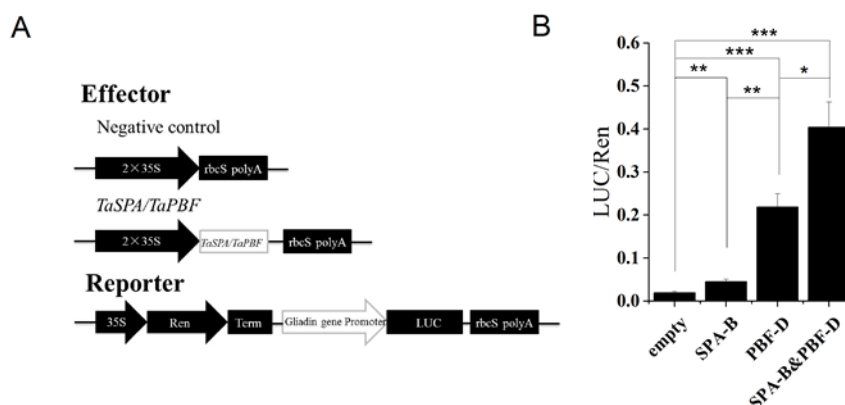 A
Effector
Negative control
2×35S rbcS polyA
TaSPA/TaPBF
2×35S TaSPA/TaPBF rbcS polyA
Reporter
35S Ren Term Gliadin gene Promoter LUC rbcS polyA
B
***
***
** *
**
LUC/Ren
0.6
0.5
0.4
0.3
0.2
0.1
0.0
empty
SPA-B
PBF-D
SPA-B&PBF-D